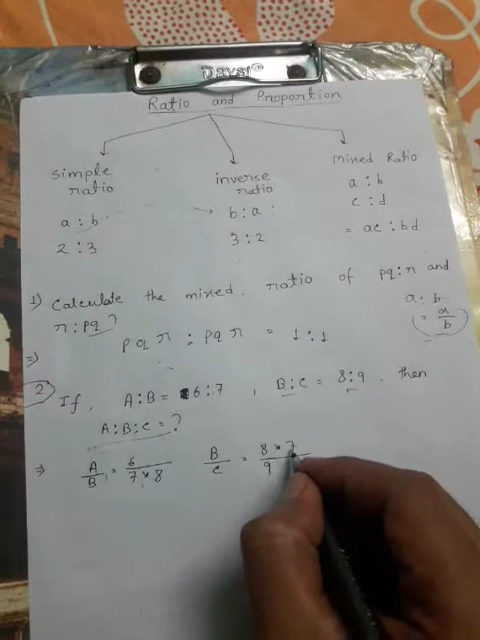 Davai®
Ratio and Proportion
simple ratio
inverse ratio
Mixed Ratio
a : b
b : a
a : b
c : d
2 : 3
3 : 2
= ac : bd
1) Calculate the mixed ratio of pq:r and
r : pq ?
a : b
= a/b
=> pqr : pqr = 1 : 1
2) If, A:B = 6:7 , B:C = 8:9 , then
A:B:C = ?
=> A/B = 6/7 × 8 B/C = 8 × 7/9